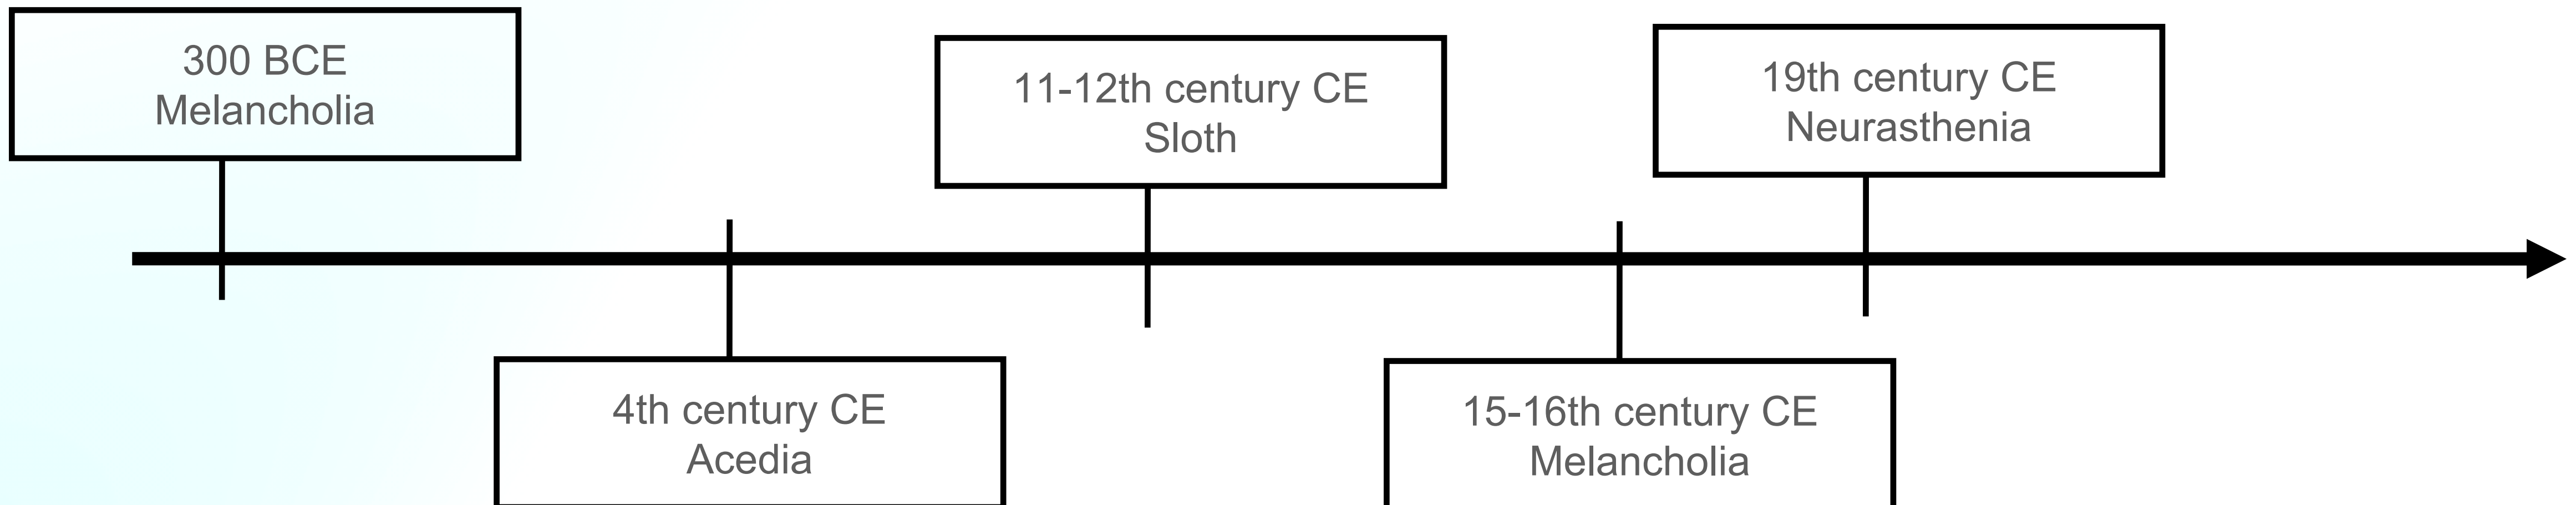 300 BCE
Melancholia
4th century CE
Acedia
11-12th century CE
Sloth
15-16th century CE
Melancholia
19th century CE
Neurasthenia